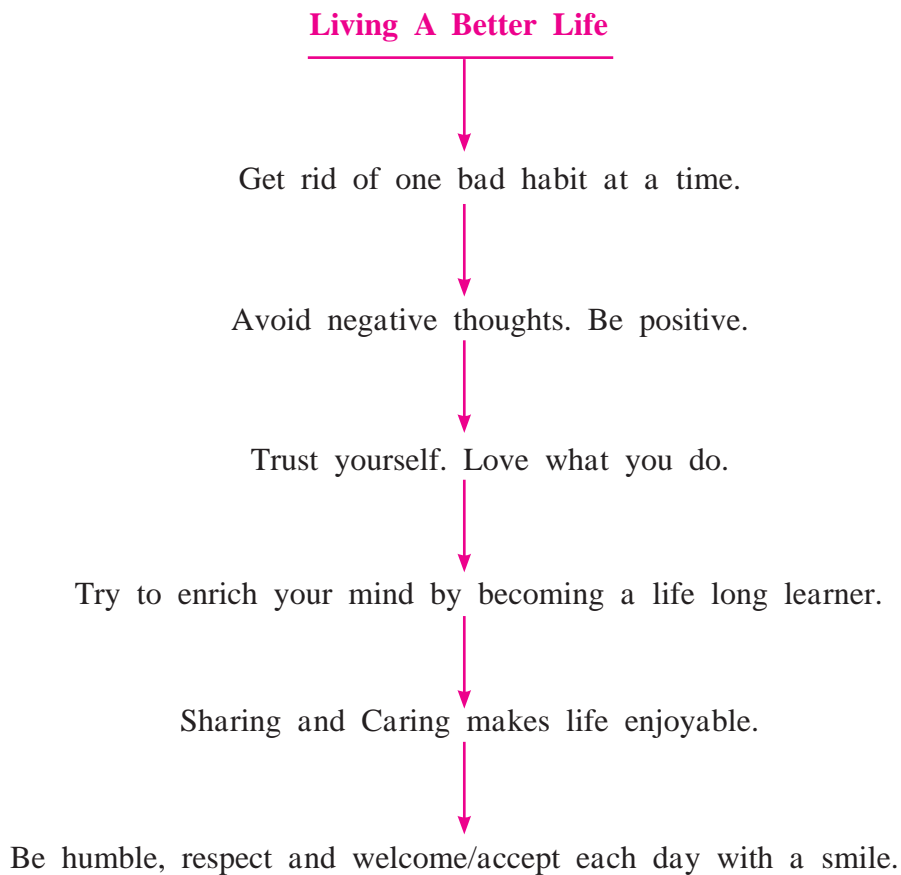 Living A Better Life
Get rid of one bad habit at a time.
Avoid negative thoughts. Be positive.
Trust yourself. Love what you do.
Try to enrich your mind by becoming a life long learner.
Sharing and Caring makes life enjoyable.
Be humble, respect and welcome/accept each day with a smile.